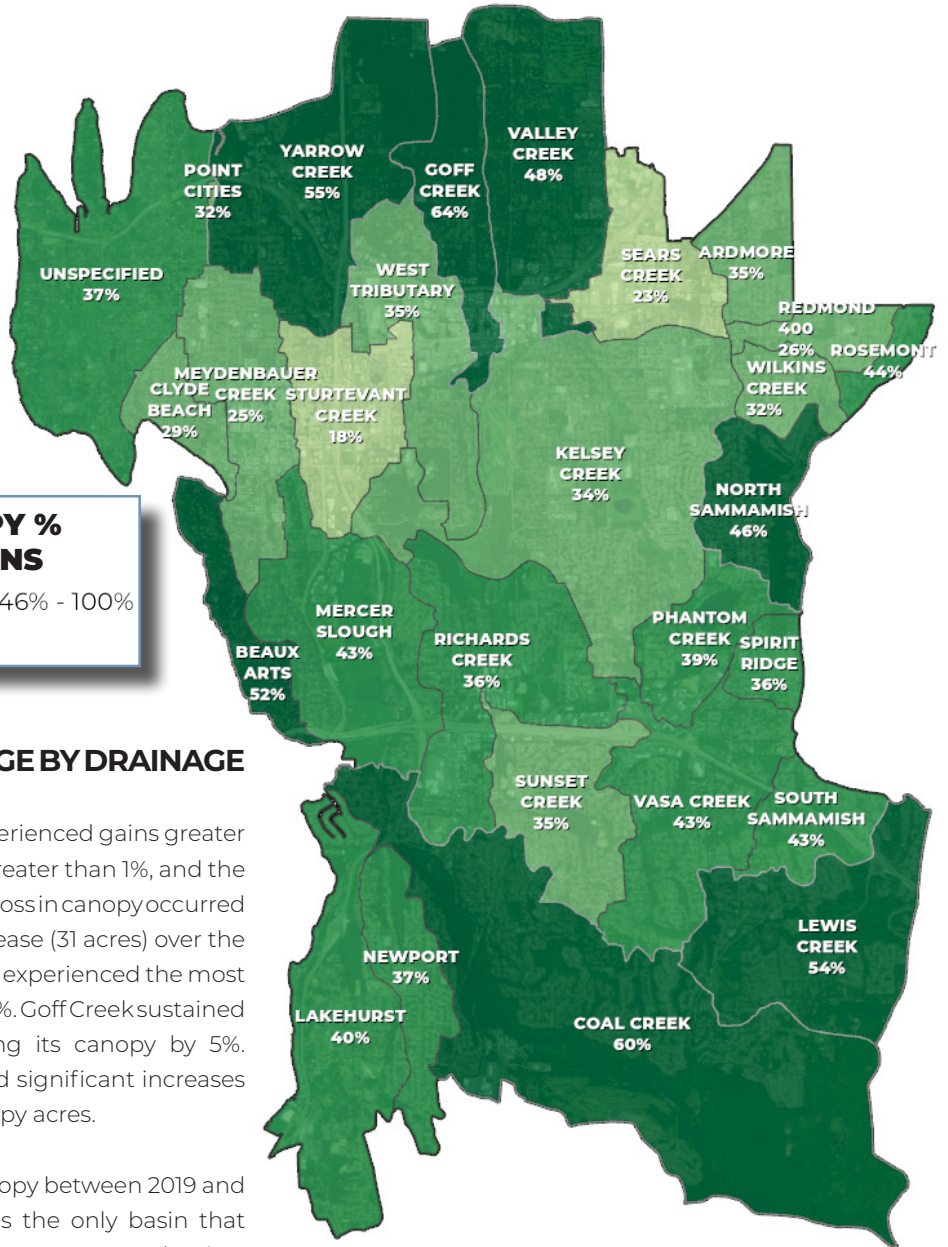 VALLEY
CREEK
48%
YARROW
CREEK
55%
GOFF
CREEK
64%
POINT
CITIES
32%
UNSPECIFIED
37%
WEST
TRIBUTARY
35%
SEARS
CREEK
23%
ARDMORE
35%
REDMOND
400
26%
ROSEMONT
44%
WILKINS
CREEK
32%
MEYDENBAUER
CREEK
25%
CLYDE
BEACH
29%
STURTEVANT
CREEK
18%
KELSEY
CREEK
34%
NORTH
SAMMAMISH
46%
PY %
NS
46% - 100%
MERCER
SLOUGH
43%
RICHARDS
CREEK
36%
PHANTOM
CREEK
39%
SPIRIT
RIDGE
36%
BEAUX
ARTS
52%
SUNSET
CREEK
35%
VASA CREEK
43%
SOUTH
SAMMAMISH
43%
LEWIS
CREEK
54%
NEWPORT
37%
LAKEHURST
40%
COAL CREEK
60%
GE BY DRAINAGE
erienced gains greater
reater than 1%, and the
loss in canopy occurred
ease (31 acres) over the
experienced the most
%. Goff Creek sustained
ng its canopy by 5%.
d significant increases
py acres.
opy between 2019 and
s the only basin that